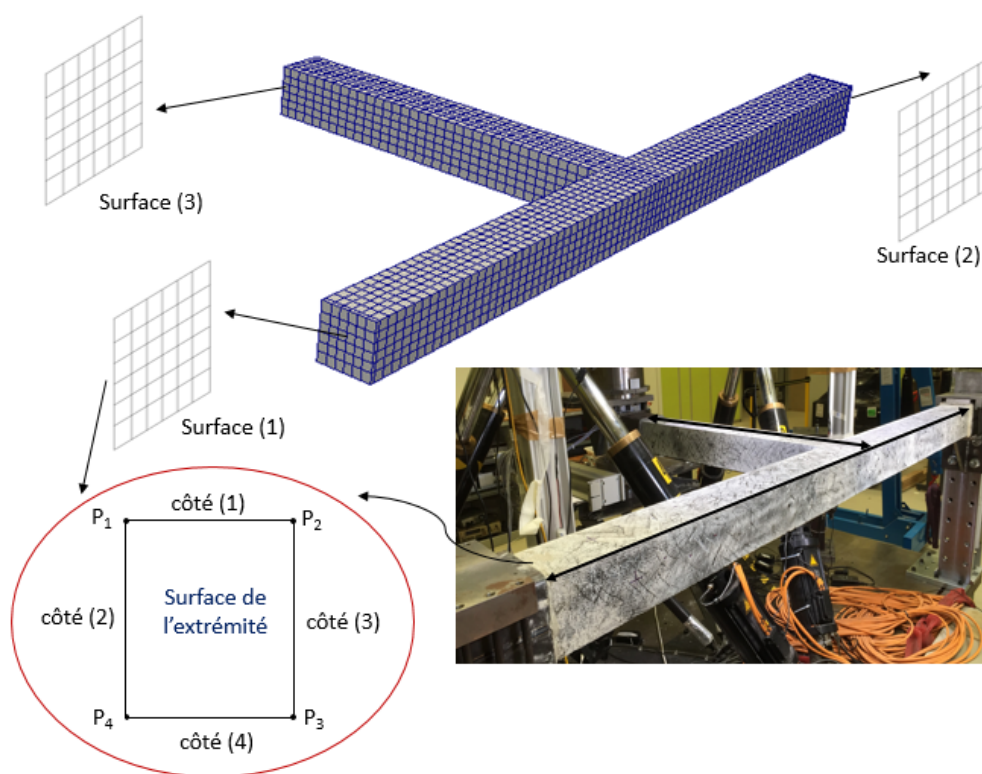 Surface (3)
Surface (2)
Surface (1)
côté (1)
P1
P2
côté (2)
Surface de
l'extrémité
côté (3)
P4
P3
côté (4)